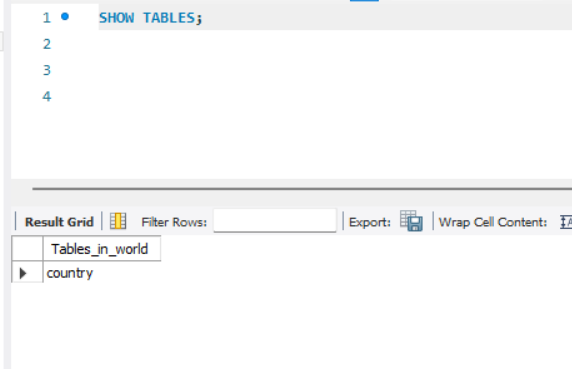 1 SHOW TABLES;
2
3
4
Result Grid Filter Rows: Export: Wrap Cell Content:
Tables_in_world
country